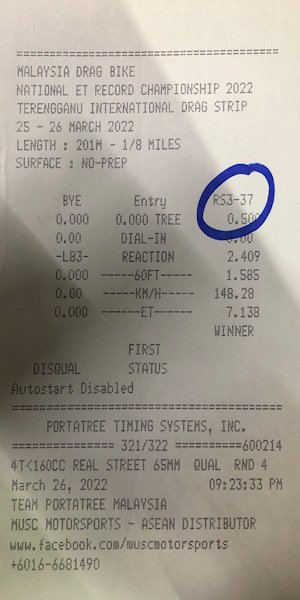 ==============================
MALAYSIA DRAG BIKE
NATIONAL ET RECORD CHAMPIONSHIP 2022
TERENGGANU INTERNATIONAL DRAG STRIP
25 - 26 MARCH 2022
LENGTH : 201M - 1/8 MILES
SURFACE : NO-PREP
==============================
BYE Entry RS3-37
0.000 0.000 TREE 0.500
0.00 DIAL-IN 0.00
-LB3- REACTION 2.409
0.000 -----60FT------ 1.585
0.00 -----KM/H----- 148.28
0.000 ------ET------ 7.138
WINNER
FIRST
DISQUAL STATUS
Autostart Disabled
==============================
PORTATREE TIMING SYSTEMS, INC.
=============== 321/322 ==========600214
4T<160CC REAL STREET 65MM QUAL RND 4
March 26, 2022 09:23:33 PM
TEAM PORTATREE MALAYSIA
MUSC MOTORSPORTS - ASEAN DISTRIBUTOR
www.facebook.com/muscmotorsports
+6016-6681490